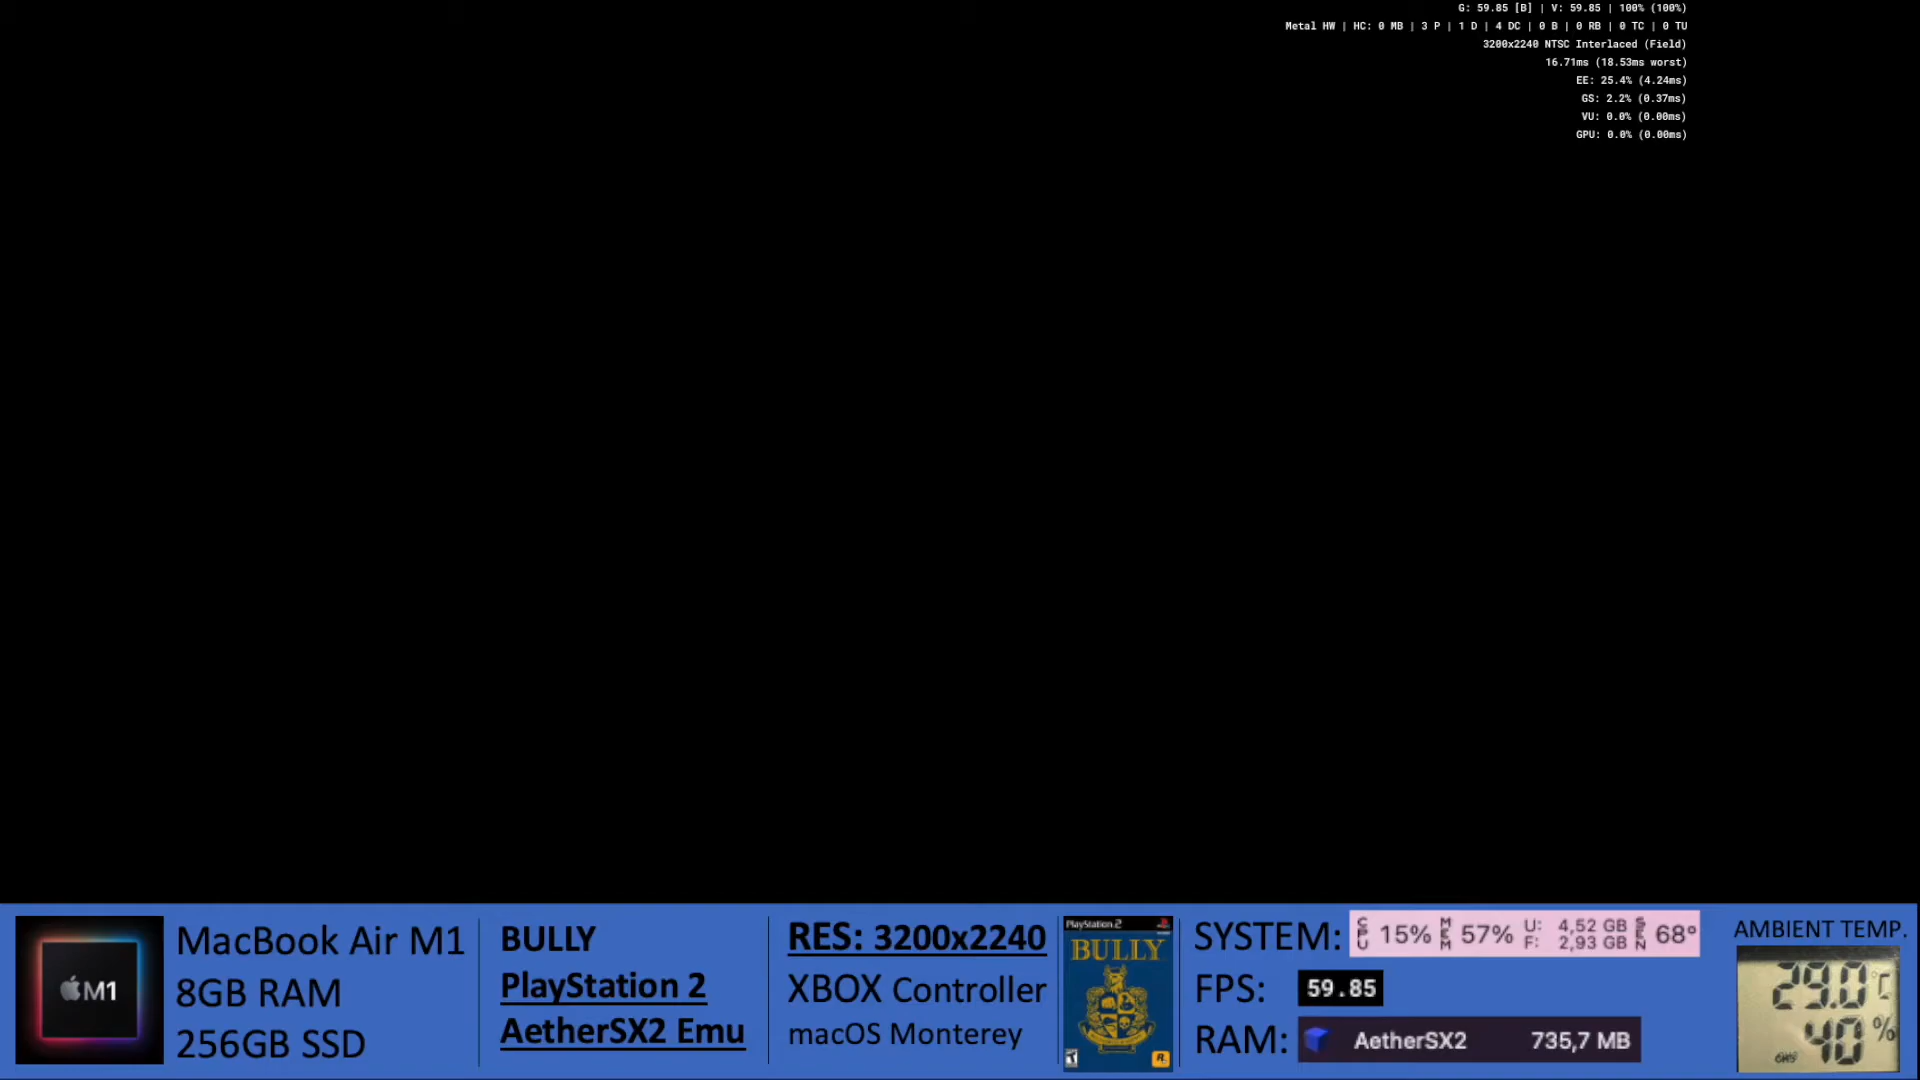 G: 59.85 [B] | V: 59.85 | 100% (100%)
Metal HW | HC: 0 MB | 3 P | 1 D | 4 DC | 0 B | 0 RB | 0 TC | 0 TU
3200x2240 NTSC Interlaced (Field)
16.71ms (18.53ms worst)
EE: 25.4% (4.24ms)
GS: 2.2% (0.37ms)
VU: 0.0% (0.00ms)
GPU: 0.0% (0.00ms)
M1
MacBook Air M1
8GB RAM
256GB SSD
BULLY
PlayStation 2
AetherSX2 Emu
RES: 3200x2240
XBOX Controller
macOS Monterey
PlayStation 2
BULLY
T
R
SYSTEM: CPU 15% MEM 57% U: 4,52 GB F: 2,93 GB SEN 68°
FPS: 59.85
RAM: AetherSX2 735,7 MB
AMBIENT TEMP.
29.0 °C
40 %